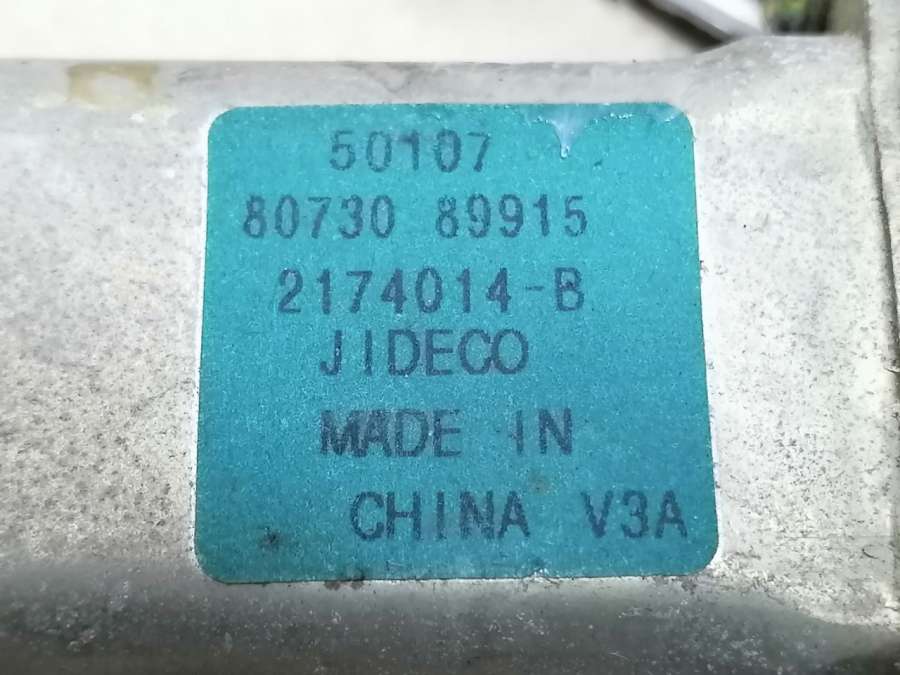 50107
80730 89915
2174014-B
JIDECO
MADE IN
CHINA V3A